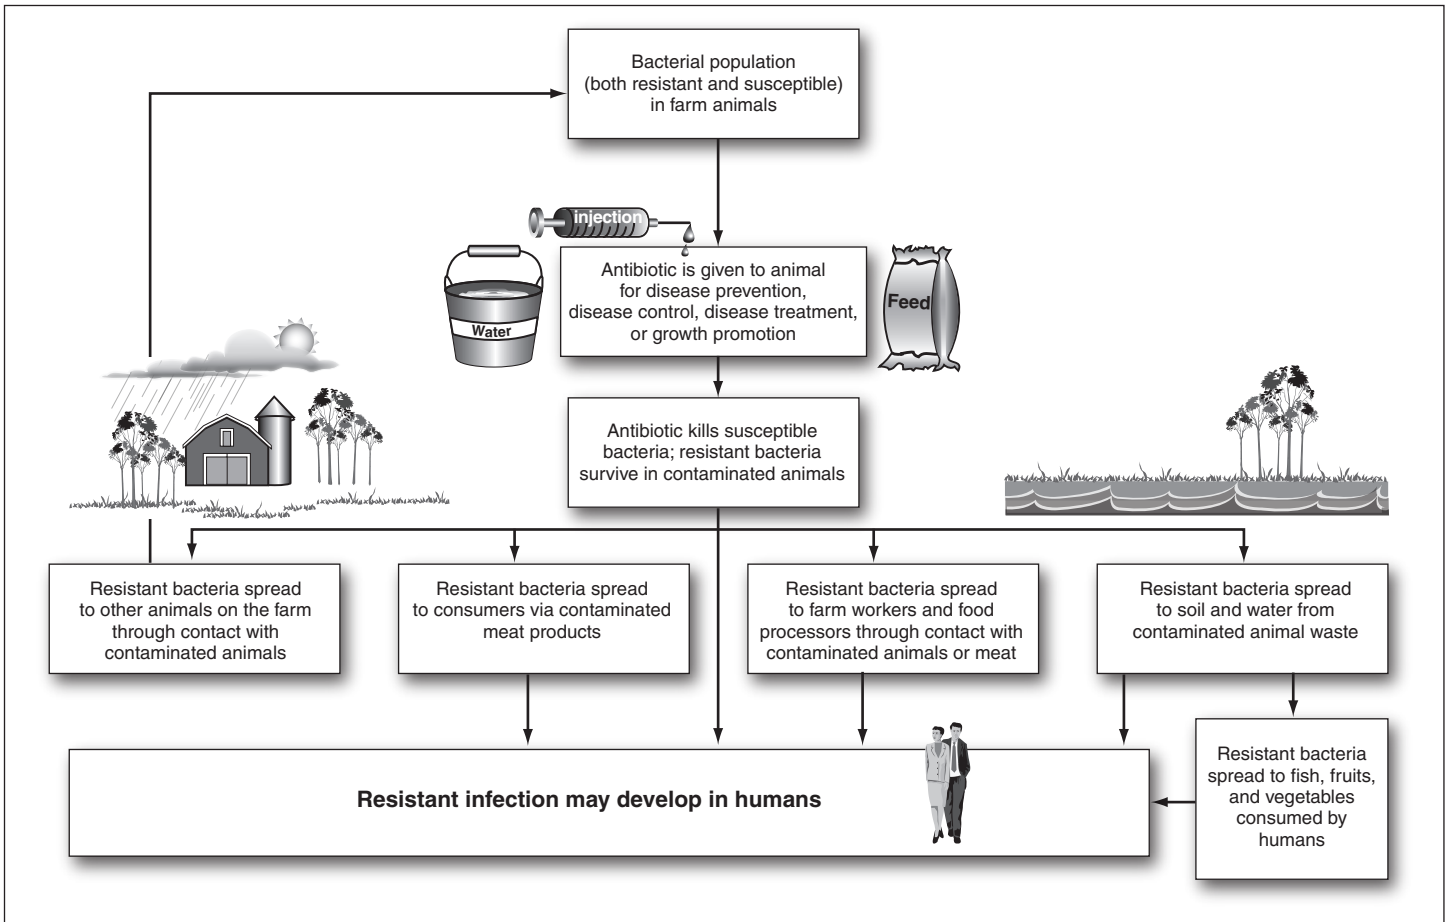 Bacterial population
(both resistant and susceptible)
in farm animals
injection
Water
Antibiotic is given to animal
for disease prevention,
disease control, disease treatment,
or growth promotion
Feed
Antibiotic kills susceptible
bacteria; resistant bacteria
survive in contaminated animals
Resistant bacteria spread
to other animals on the farm
through contact with
contaminated animals
Resistant bacteria spread
to consumers via contaminated
meat products
Resistant bacteria spread
to farm workers and food
processors through contact with
contaminated animals or meat
Resistant bacteria spread
to soil and water from
contaminated animal waste
Resistant infection may develop in humans
Resistant bacteria
spread to fish, fruits,
and vegetables
consumed by
humans